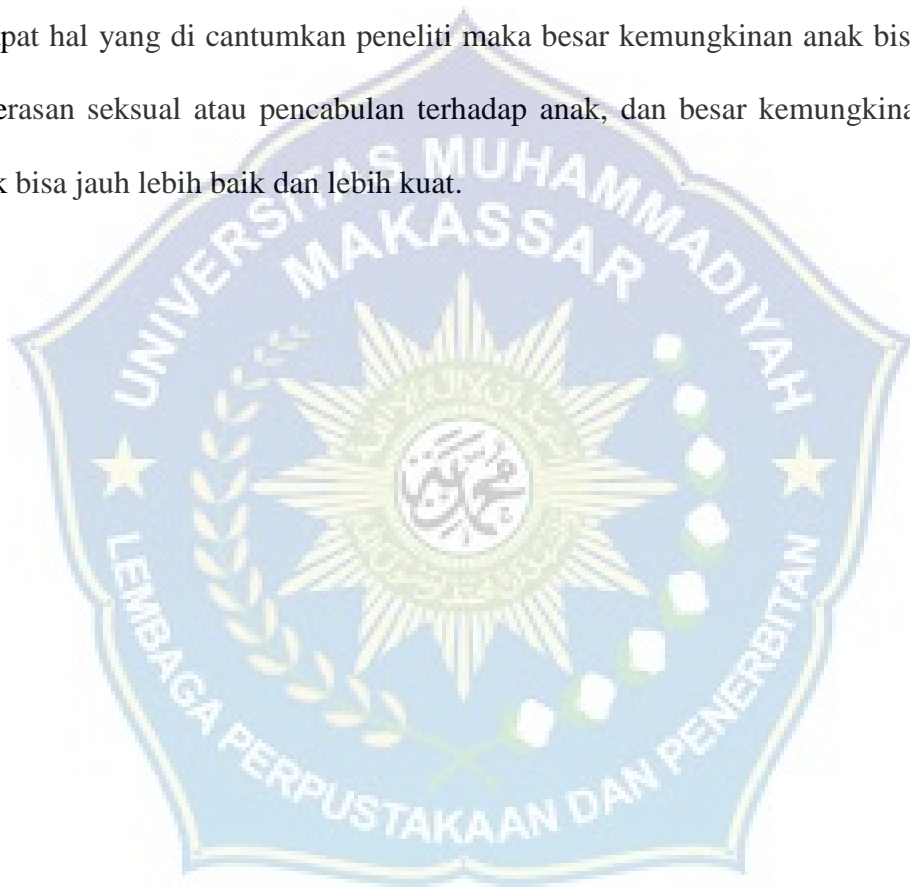 pat hal yang di cantumkan peneliti maka besar kemungkinan anak bis
erasan seksual atau pencabulan terhadap anak, dan besar kemungkina
k bisa jauh lebih baik dan lebih kuat.
UNIVERSITAS MUHAMMADIYAH
MAKASSAR
LEMBAGA PERPUSTAKAAN DAN PENERBITAN